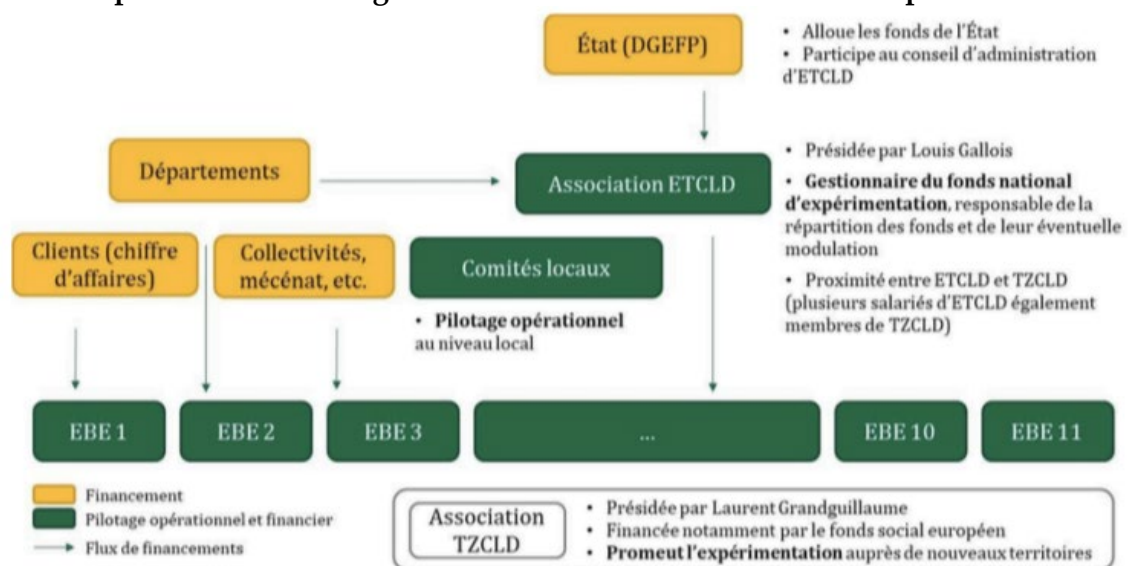 État (DGEFP)
• Alloue les fonds de l'État
• Participe au conseil d'administration
d'ETCLD
Départements
Association ETCLD
• Présidée par Louis Gallois
• Gestionnaire du fonds national
d'expérimentation, responsable de la
répartition des fonds et de leur éventuelle
modulation
• Proximité entre ETCLD et TZCLD
(plusieurs salariés d'ETCLD également
membres de TZCLD)
Clients (chiffre
d'affaires)
Collectivités,
mécénat, etc.
Comités locaux
• Pilotage opérationnel
au niveau local
EBE 1
EBE 2
EBE 3
...
EBE 10
EBE 11
Financement
Pilotage opérationnel et financier
Flux de financements
Association
TZCLD
• Présidée par Laurent Grandguillaume
• Financée notamment par le fonds social européen
• Promeut l'expérimentation auprès de nouveaux territoires